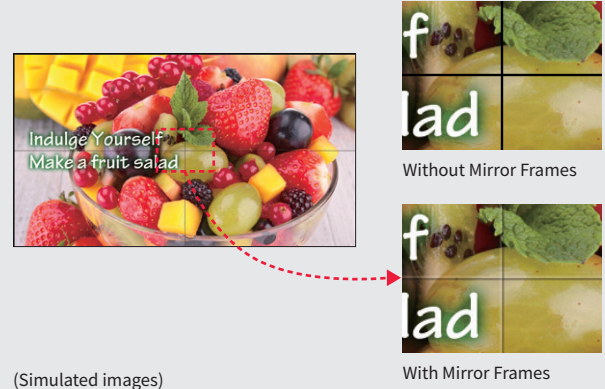 Indulge Yourself
Make a fruit salad
f
lad
Without Mirror Frames
f
lad
With Mirror Frames
(Simulated images)